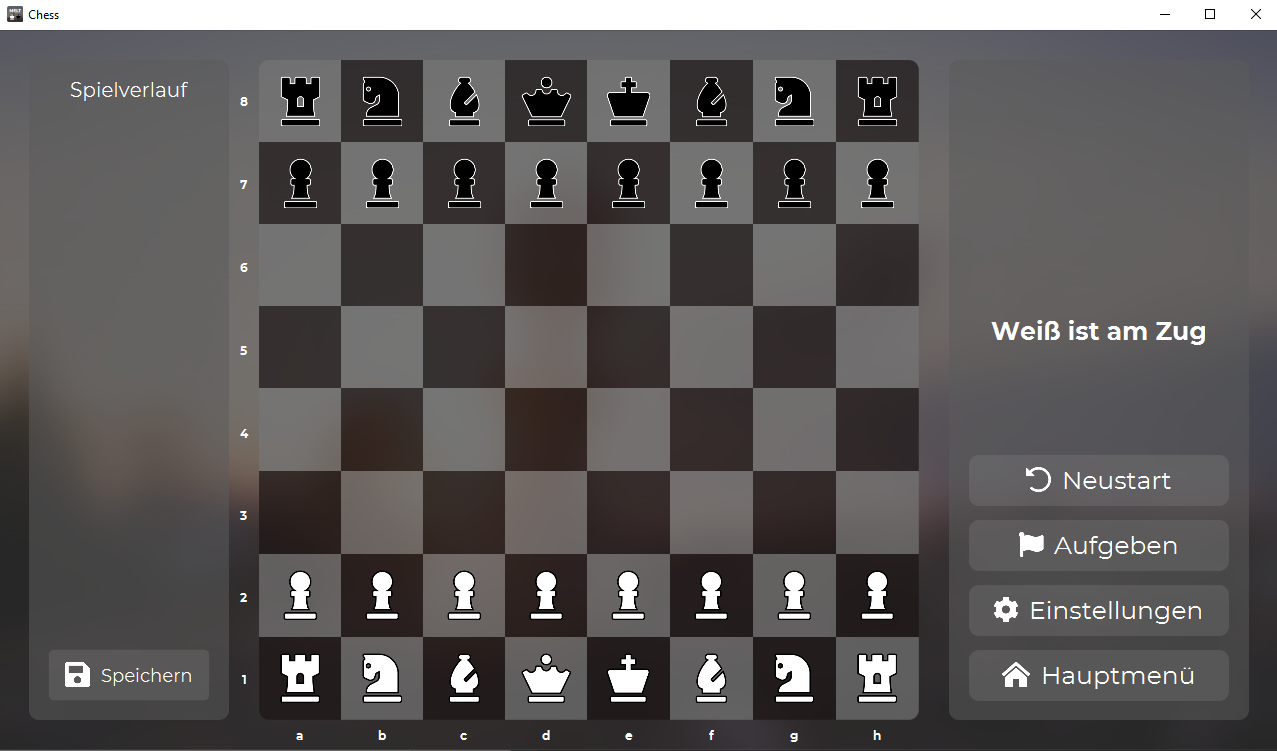 Chess
Spielverlauf
8
7
6
5
4
3
2
1
a b c d e f g h
Speichern
Weiß ist am Zug
Neustart
Aufgeben
Einstellungen
Hauptmenü